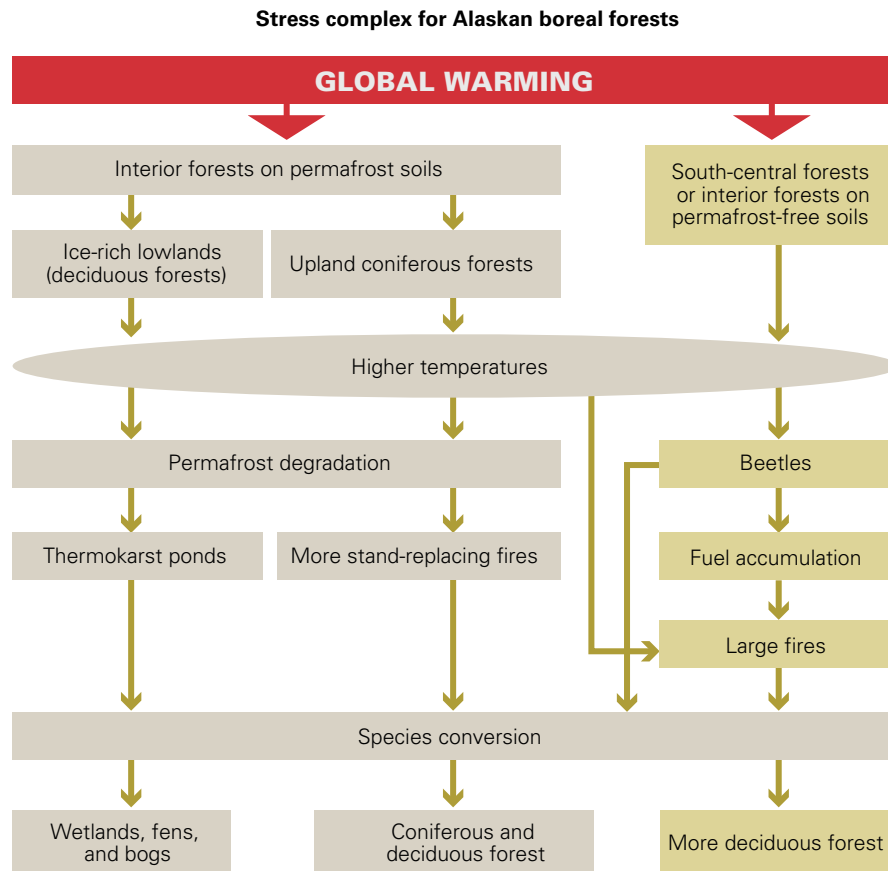 Stress complex for Alaskan boreal forests
GLOBAL WARMING
Interior forests on permafrost soils
South-central forests
or interior forests on
permafrost-free soils
Ice-rich lowlands
(deciduous forests)
Upland coniferous forests
Higher temperatures
Permafrost degradation
Beetles
Thermokarst ponds
More stand-replacing fires
Fuel accumulation
Large fires
Species conversion
Wetlands, fens,
and bogs
Coniferous and
deciduous forest
More deciduous forest